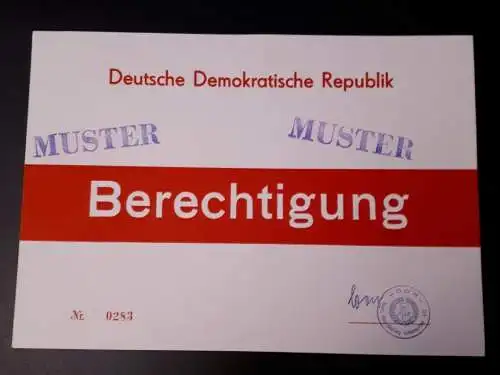 Deutsche Demokratische Republik
MUSTER MUSTER
Berechtigung
№ 0283